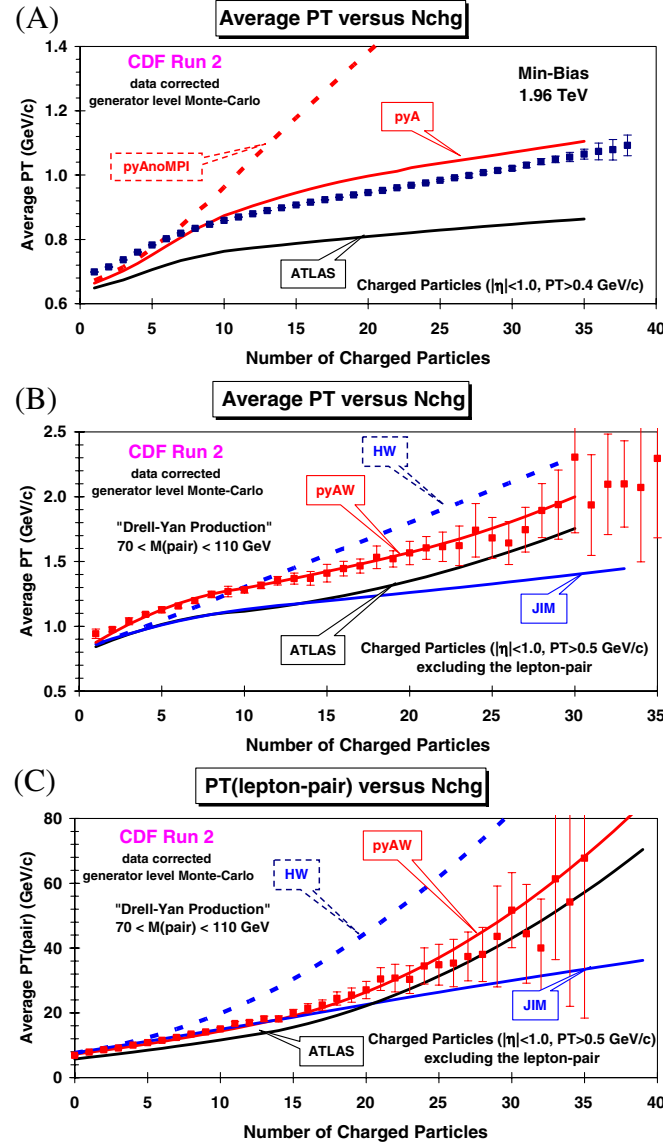 (A)
Average PT versus Nchg
CDF Run 2
data corrected
generator level Monte-Carlo
Min-Bias
1.96 TeV
pyA
pyAnoMPI
ATLAS
Charged Particles (|η|<1.0, PT>0.4 GeV/c)
Average PT (GeV/c)
1.4
1.2
1.0
0.8
0.6
0 5 10 15 20 25 30 35 40
Number of Charged Particles
(B)
Average PT versus Nchg
CDF Run 2
data corrected
generator level Monte-Carlo
"Drell-Yan Production"
70 < M(pair) < 110 GeV
HW
pyAW
JIM
ATLAS
Charged Particles (|η|<1.0, PT>0.5 GeV/c)
excluding the lepton-pair
Average PT (GeV/c)
2.5
2.0
1.5
1.0
0.5
0 5 10 15 20 25 30 35
Number of Charged Particles
(C)
PT(lepton-pair) versus Nchg
CDF Run 2
data corrected
generator level Monte-Carlo
"Drell-Yan Production"
70 < M(pair) < 110 GeV
pyAW
HW
JIM
ATLAS
Charged Particles (|η|<1.0, PT>0.5 GeV/c)
excluding the lepton-pair
Average PT(pair) (GeV/c)
80
60
40
20
0
0 5 10 15 20 25 30 35 40
Number of Charged Particles